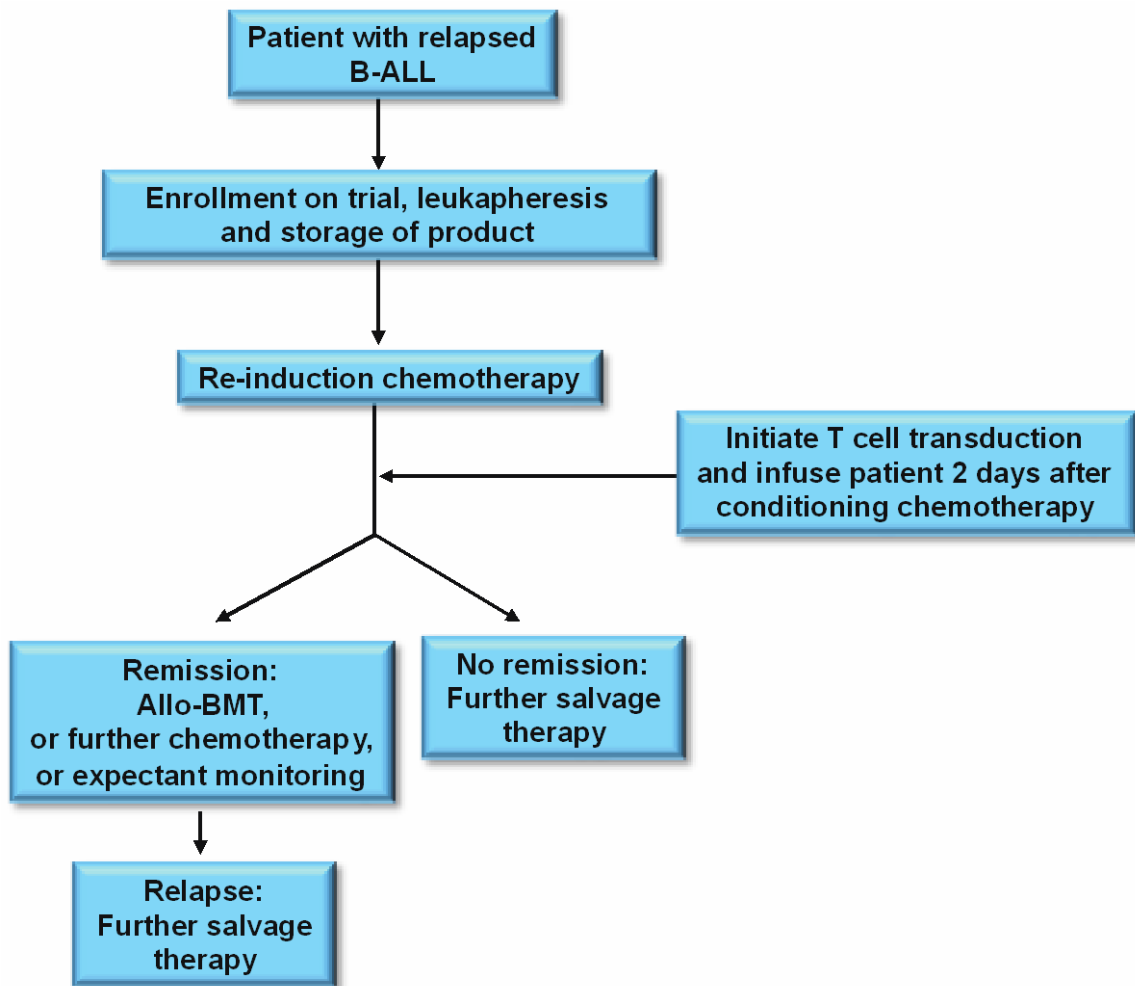 Patient with relapsed
B-ALL
Enrollment on trial, leukapheresis
and storage of product
Re-induction chemotherapy
Initiate T cell transduction
and infuse patient 2 days after
conditioning chemotherapy
Remission:
Allo-BMT,
or further chemotherapy,
or expectant monitoring
No remission:
Further salvage
therapy
Relapse:
Further salvage
therapy